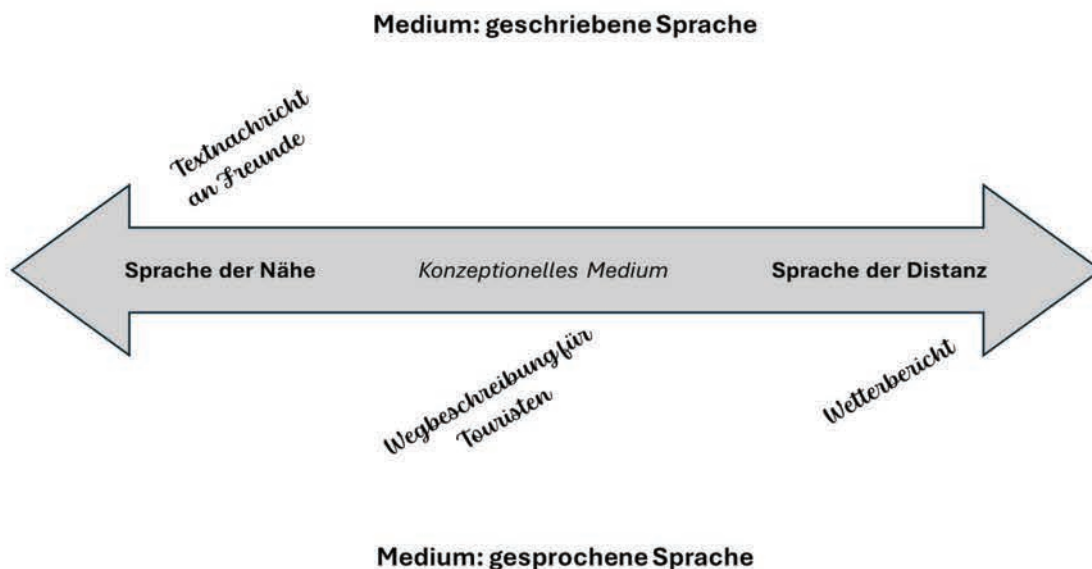 Medium: geschriebene Sprache
Textnachricht
an Freunde
Sprache der Nähe
Konzeptionelles Medium
Sprache der Distanz
Wegbeschreibung für
Touristen
Wetterbericht
Medium: gesprochene Sprache